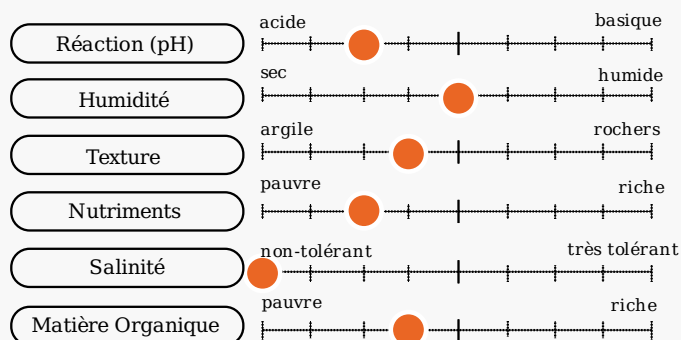 acide basique
Réaction (pH)
sec humide
Humidité
argile rochers
Texture
pauvre riche
Nutriments
non-tolérant très tolérant
Salinité
pauvre riche
Matière Organique